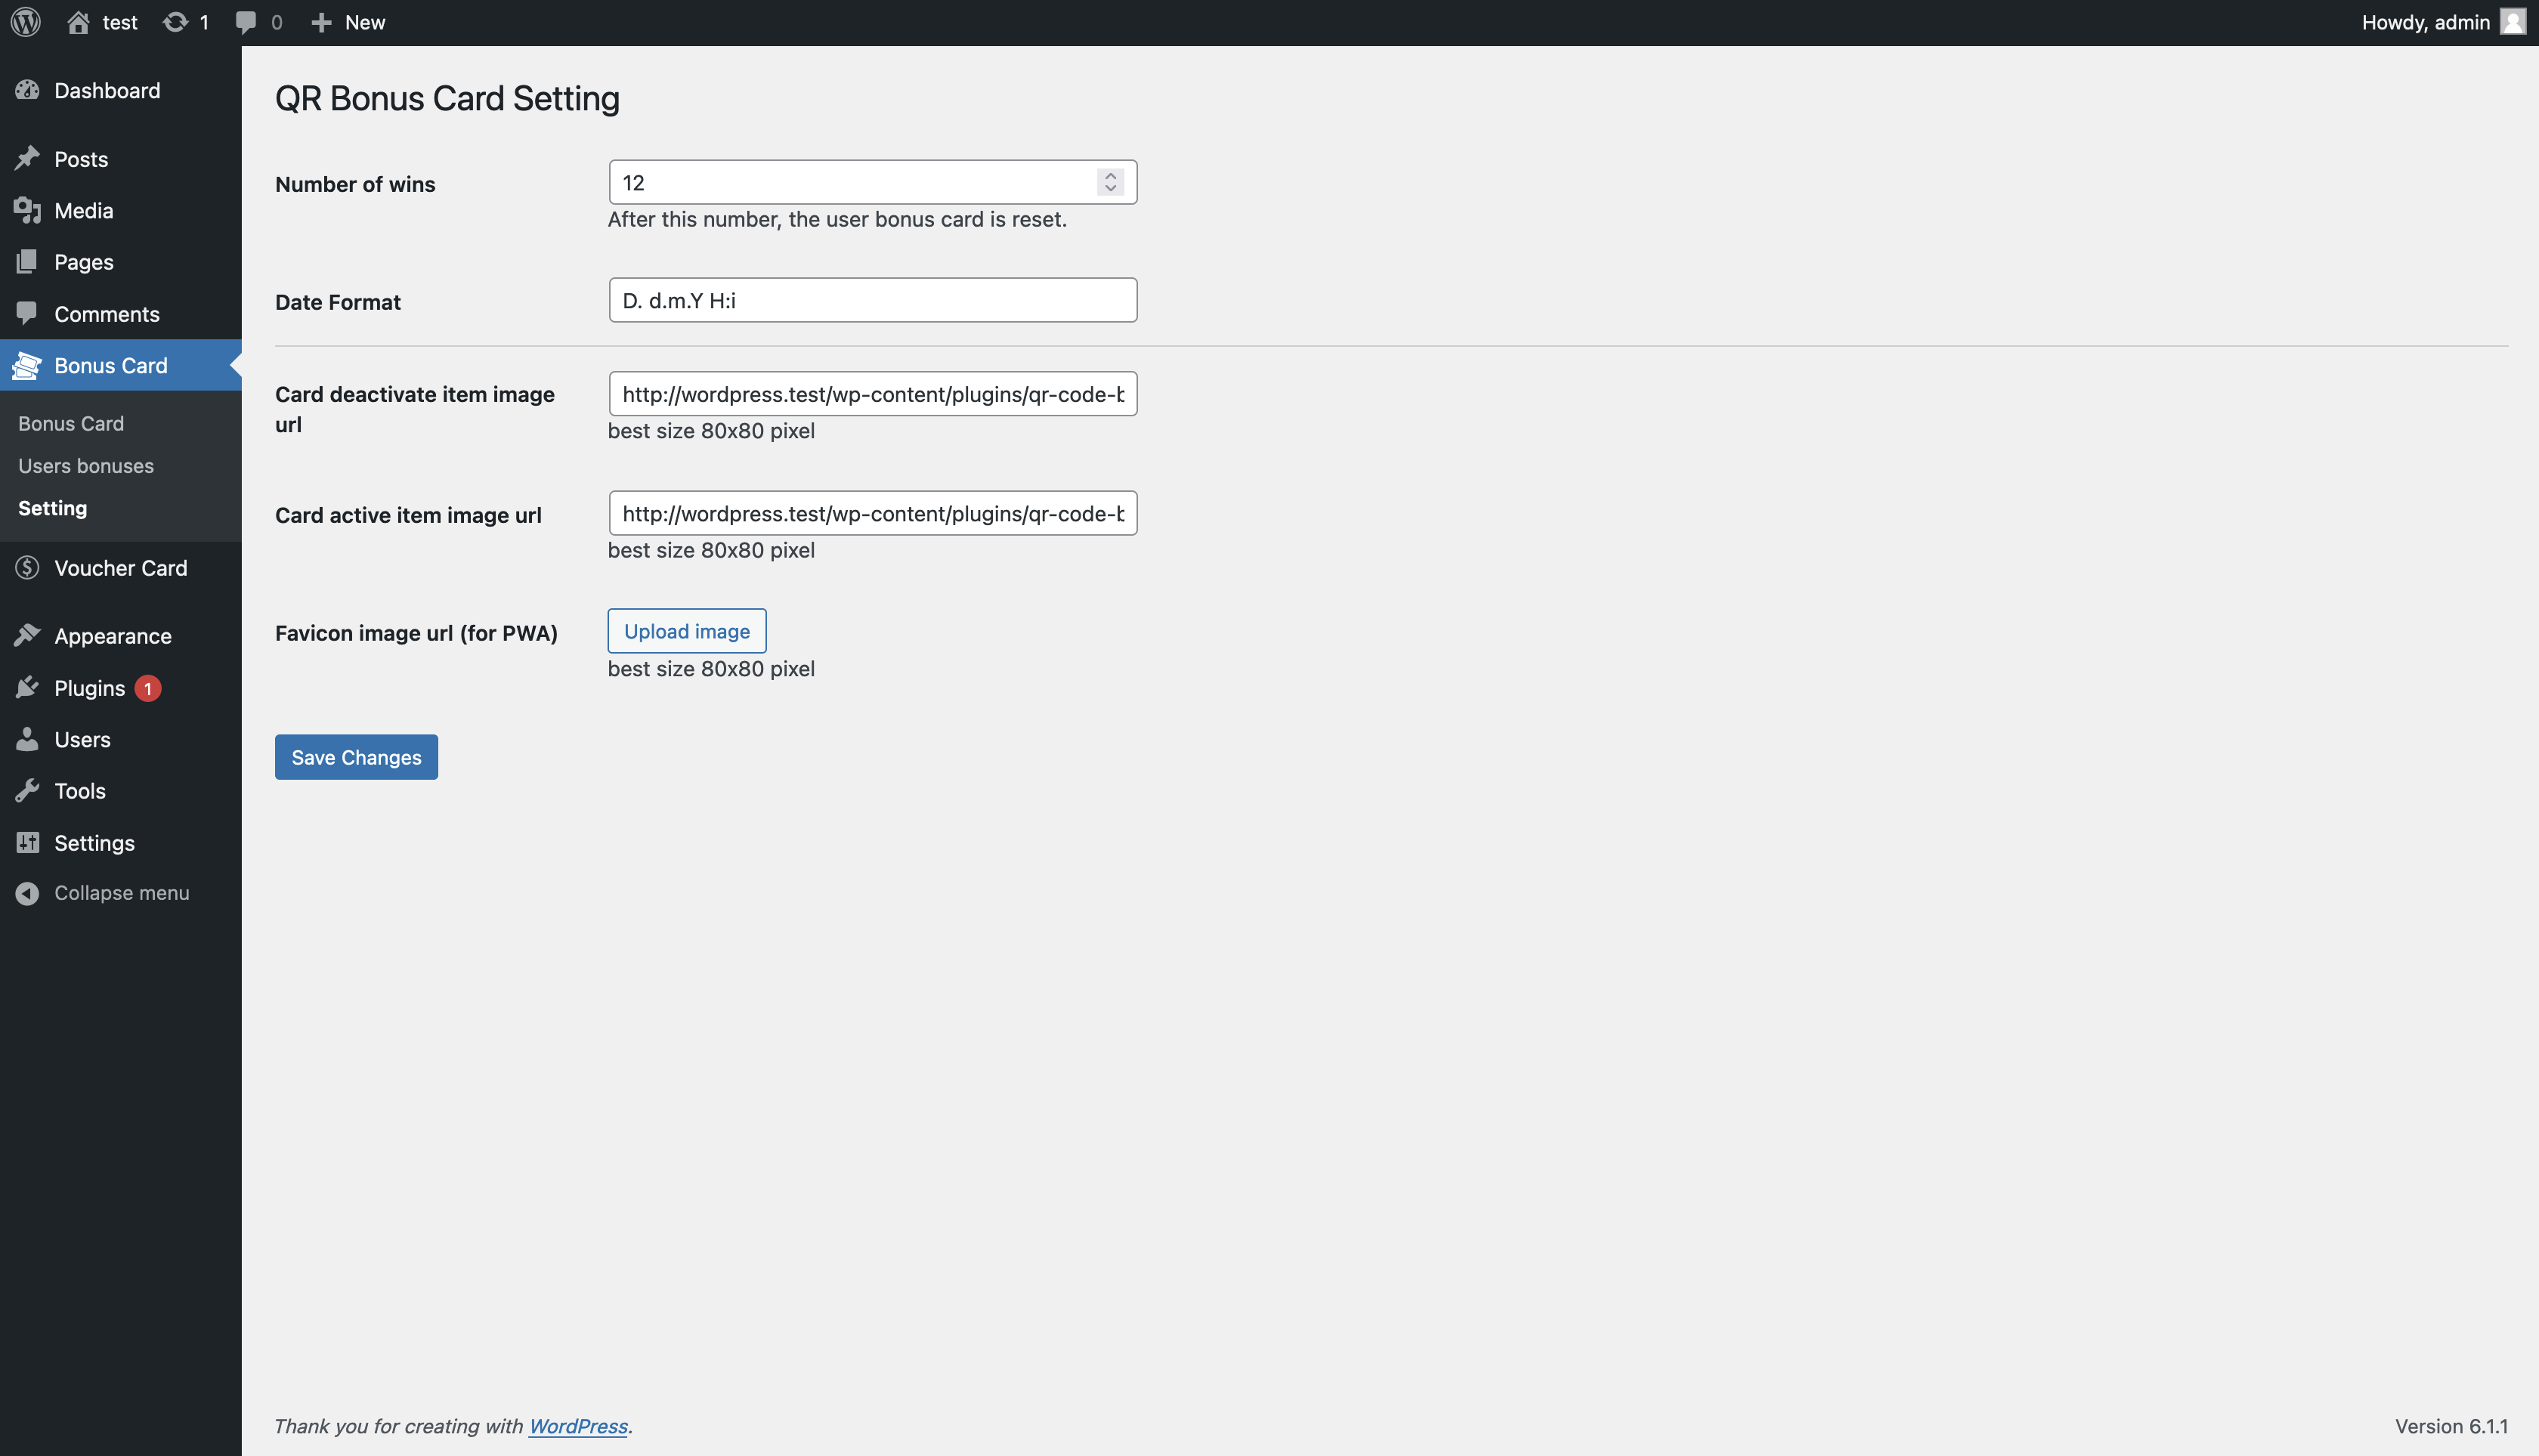 test 1 0 New Howdy, admin
Dashboard
Posts
Media
Pages
Comments
Bonus Card
Bonus Card
Users bonuses
Setting
Voucher Card
Appearance
Plugins 1
Users
Tools
Settings
Collapse menu
QR Bonus Card Setting
Number of wins
12
After this number, the user bonus card is reset.
Date Format
D. d.m.Y H:i
Card deactivate item image
url
http://wordpress.test/wp-content/plugins/qr-code-b
best size 80x80 pixel
Card active item image url
http://wordpress.test/wp-content/plugins/qr-code-b
best size 80x80 pixel
Favicon image url (for PWA)
Upload image
best size 80x80 pixel
Save Changes
Thank you for creating with WordPress.
Version 6.1.1